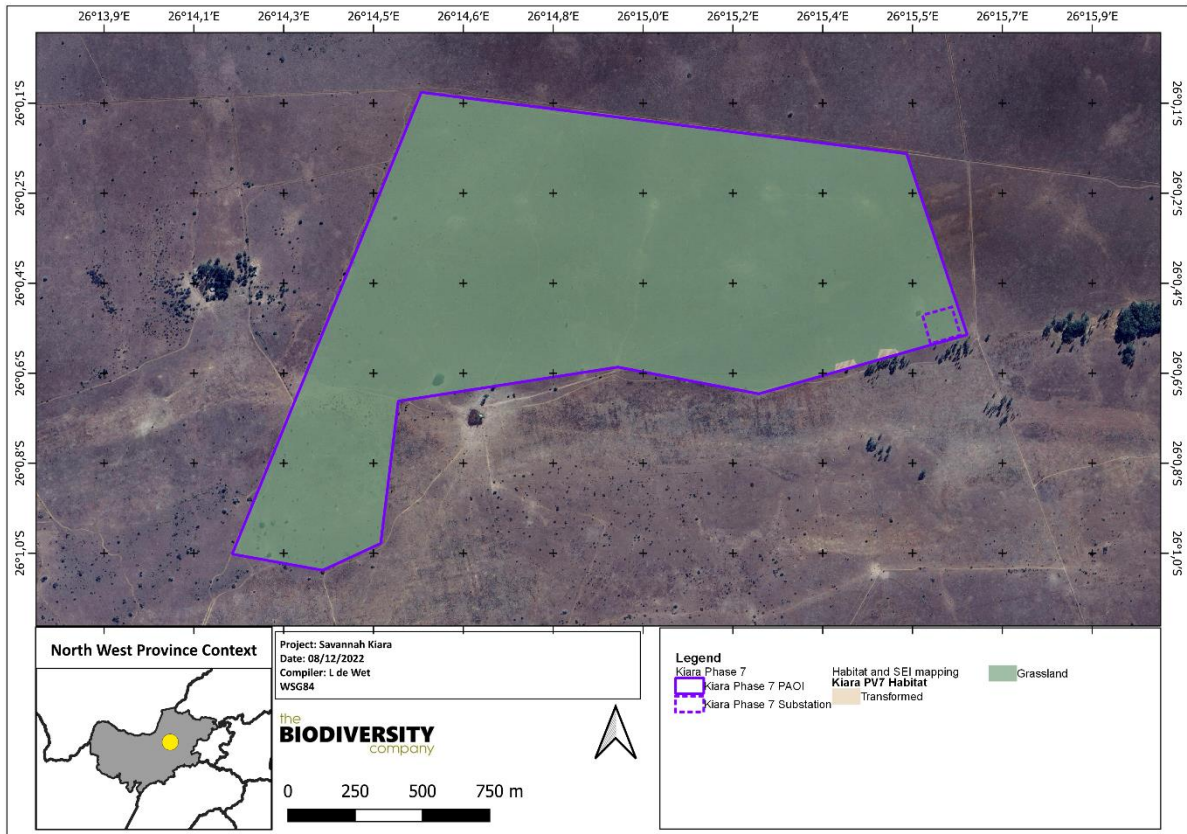 26°13,9'E 26°14,1'E 26°14,3'E 26°14,5'E 26°14,6'E 26°14,8'E 26°15,0'E 26°15,2'E 26°15,4'E 26°15,5'E 26°15,7'E 26°15,9'E
26°0,1'S 26°0,1'S
26°0,2'S 26°0,2'S
26°0,4'S 26°0,4'S
26°0,6'S 26°0,6'S
26°0,8'S 26°0,8'S
26°1,0'S 26°1,0'S
North West Province Context
Project: Savannah Kiara
Date: 08/12/2022
Compiler: L de Wet
WSG84
the
BIODIVERSITY
company
0 250 500 750 m
Legend
Kiara Phase 7
Kiara Phase 7 PAOI
Kiara Phase 7 Substation
Habitat and SEI mapping
Kiara PV7 Habitat
Transformed
Grassland